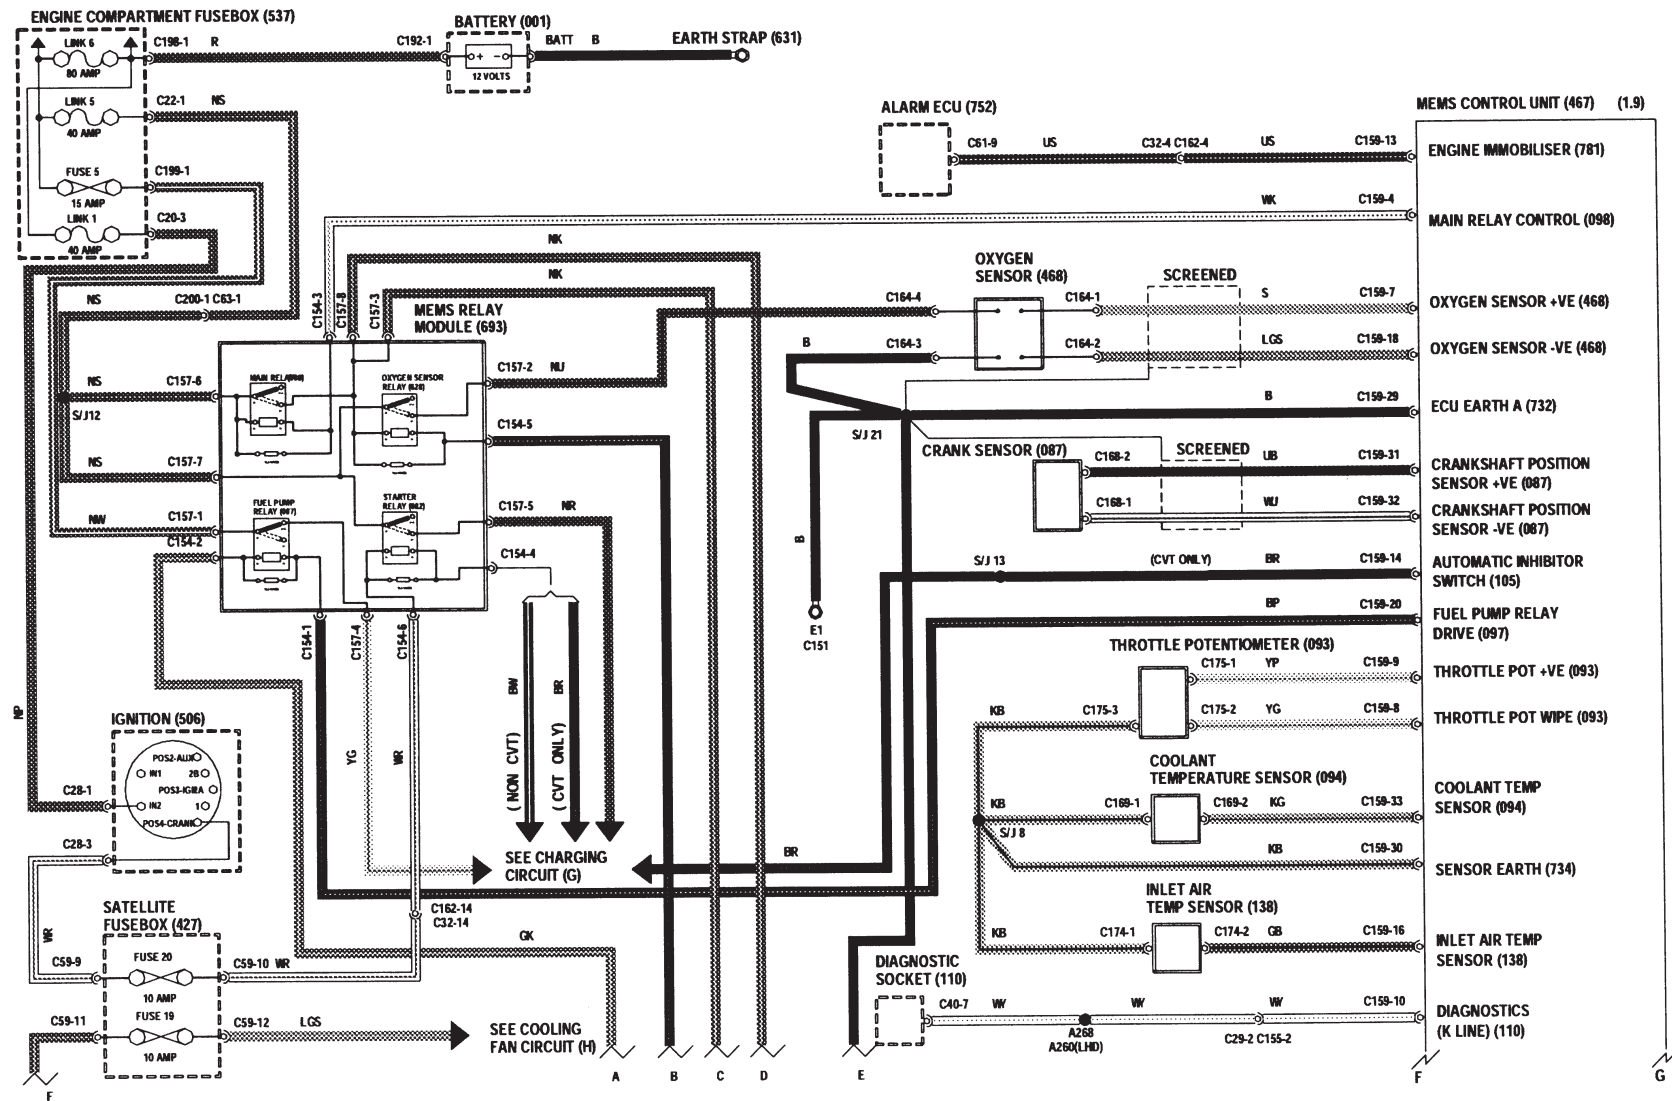 ENGINE COMPARTMENT FUSEBOX (537)
LINK 6
80 AMP
C198-1 R
C192-1
BATTERY (001)
+ -
12 VOLTS
BATT B
EARTH STRAP (631)
LINK 5
40 AMP
C22-1 NS
FUSE 5
15 AMP
C199-1
LINK 1
40 AMP
C20-3
NS
C200-1 C63-1
NS
C157-6
S/J12
NS
C157-7
NW
C157-1
C154-2
C154-3
C157-8
C157-3
NK
NK
MEMS RELAY
MODULE (693)
OXYGEN SENSOR
RELAY (628)
FUEL PUMP
STARTER
C157-2 NU
C154-5
C157-5 NR
C154-4
C154-1
C157-4
C154-6
YG
WR
BW
( NON CVT)
BR
( CVT ONLY)
NP
IGNITION (506)
POS2-AUX
IN1
2B
POS3-IGRA
IN2
1
POS4-CRANK
C28-1
C28-3
WR
SATELLITE
FUSEBOX (427)
C59-9
FUSE 20
10 AMP
C59-10 WR
C59-11
FUSE 19
10 AMP
C59-12 LGS
F
C162-14
C32-14
GK
SEE CHARGING
CIRCUIT (G)
SEE COOLING
FAN CIRCUIT (H)
BR
A
B
C
D
E
ALARM ECU (752)
C61-9 US C32-4 C162-4 US C159-13
MEMS CONTROL UNIT (467) (1.9)
ENGINE IMMOBILISER (781)
WK C159-4
MAIN RELAY CONTROL (098)
OXYGEN
SENSOR (468)
SCREENED
C164-4
C164-1
S C159-7
OXYGEN SENSOR +VE (468)
B
C164-3
C164-2
LGS C159-18
OXYGEN SENSOR -VE (468)
B C159-29
ECU EARTH A (732)
S/J 21
CRANK SENSOR (087)
SCREENED
C168-2
UB C159-31
CRANKSHAFT POSITION
SENSOR +VE (087)
C168-1
WU C159-32
CRANKSHAFT POSITION
SENSOR -VE (087)
B
E1
C151
S/J 13
(CVT ONLY) BR C159-14
AUTOMATIC INHIBITOR
SWITCH (105)
BP C159-20
FUEL PUMP RELAY
DRIVE (097)
THROTTLE POTENTIOMETER (093)
C175-1 YP C159-9
THROTTLE POT +VE (093)
KB C175-3
C175-2 YG C159-8
THROTTLE POT WIPE (093)
COOLANT
TEMPERATURE SENSOR (094)
KB C169-1 C169-2 KG C159-33
COOLANT TEMP
SENSOR (094)
S/J 8
KB C159-30
SENSOR EARTH (734)
INLET AIR
TEMP SENSOR (138)
KB C174-1 C174-2 GB C159-16
INLET AIR TEMP
SENSOR (138)
DIAGNOSTIC
SOCKET (110)
C40-7 WY WY WY C159-10
A268
A260(LHD)
C29-2 C155-2
DIAGNOSTICS
(K LINE) (110)
F
G